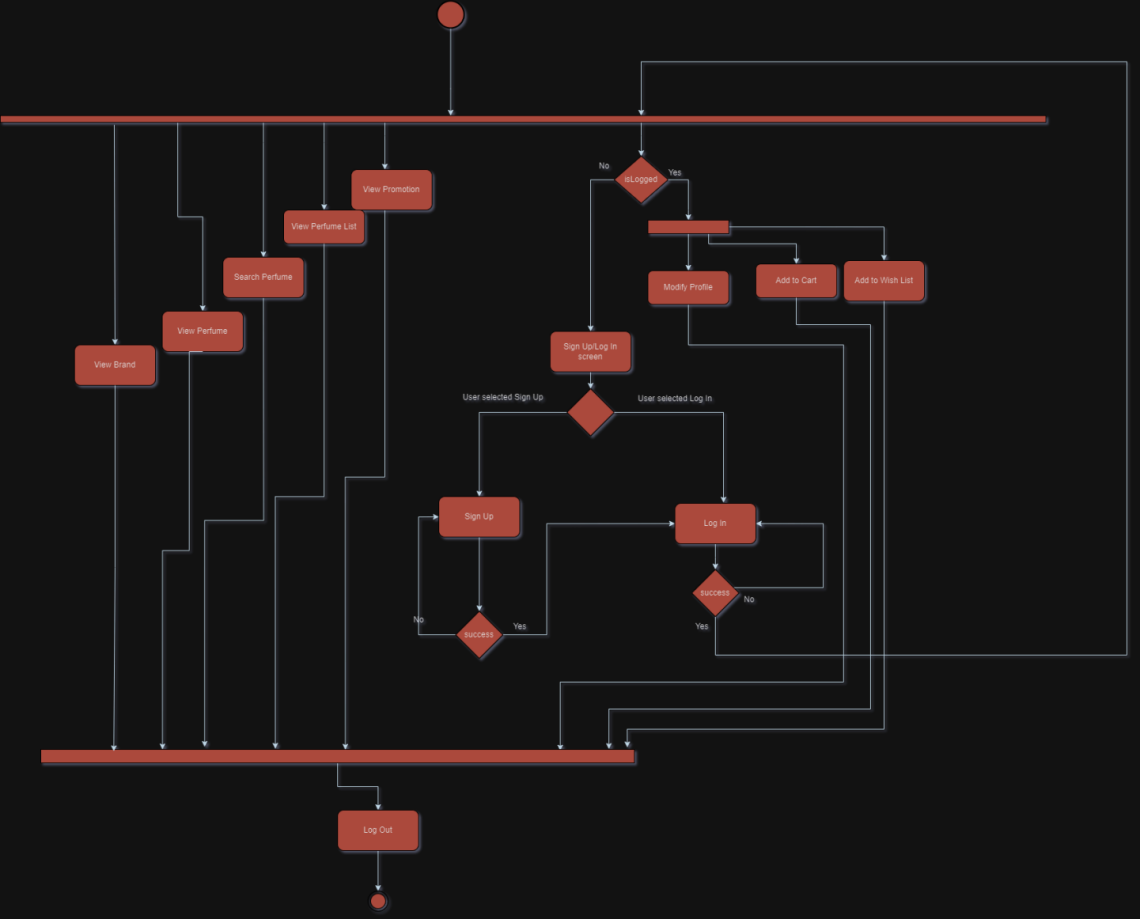 No
isLogged
Yes
View Promotion
View Perfume List
Search Perfume
Modify Profile
Add to Cart
Add to Wish List
View Perfume
View Brand
Sign Up/Log In
screen
User selected Sign Up
User selected Log In
Sign Up
Log In
success
No
Yes
No
success
Yes
Log Out